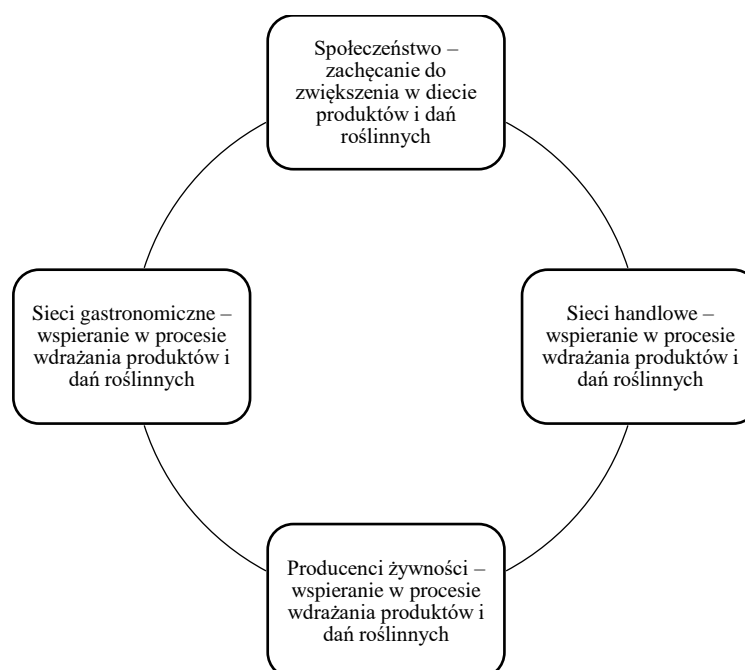 Społeczeństwo –
zachęcanie do
zwiększenia w diecie
produktów i dań
roślinnych
Sieci gastronomiczne –
wspieranie w procesie
wdrażania produktów i
dań roślinnych
Sieci handlowe –
wspieranie w procesie
wdrażania produktów i
dań roślinnych
Producenci żywności –
wspieranie w procesie
wdrażania produktów i
dań roślinnych